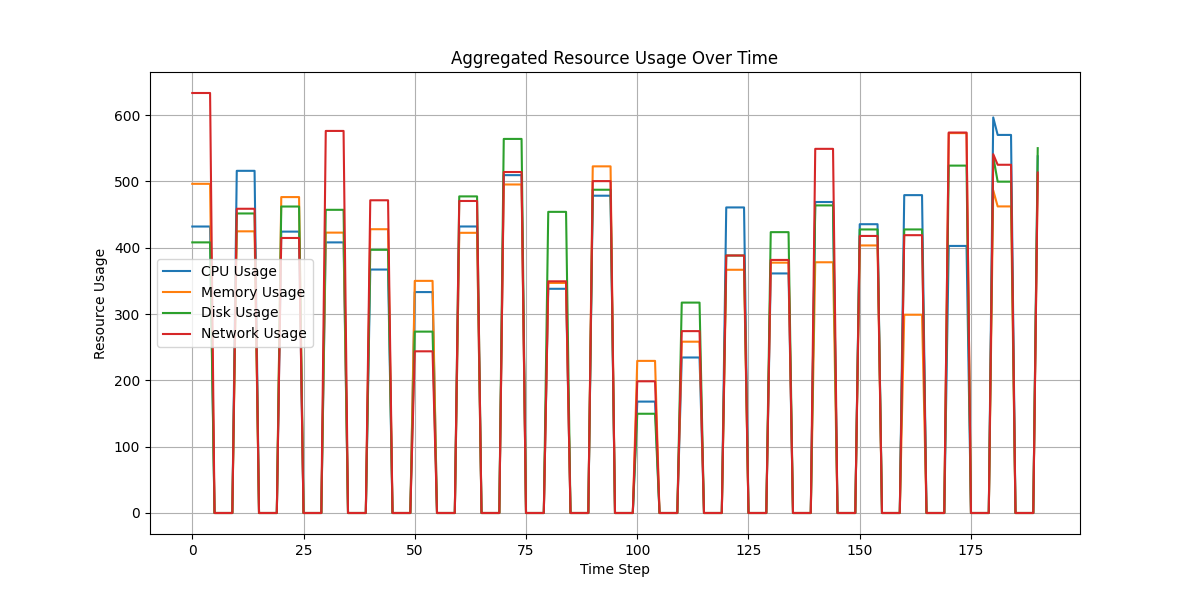 Aggregated Resource Usage Over Time
Resource Usage
600
500
400
300
200
100
0
CPU Usage
Memory Usage
Disk Usage
Network Usage
0 25 50 75 100 125 150 175
Time Step